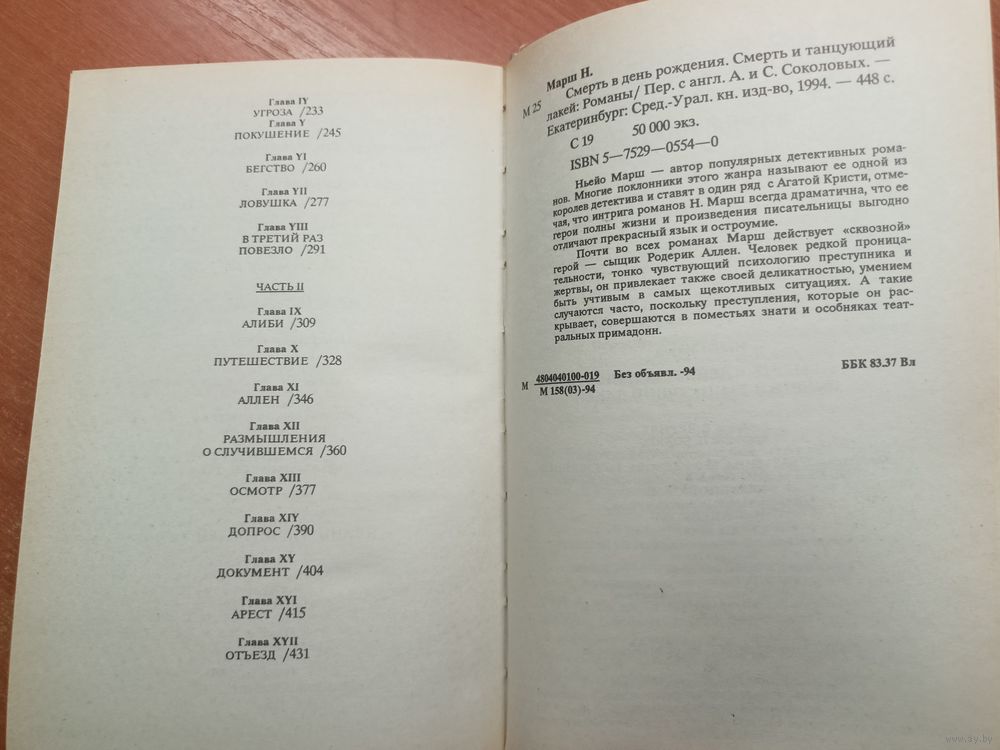 Глава IY
УГРОЗА /233
Глава Y
ПОКУШЕНИЕ /245
Глава YI
БЕГСТВО /260
Глава YII
ЛОВУШКА /277
Глава YIII
В ТРЕТИЙ РАЗ
ПОВЕЗЛО /291
ЧАСТЬ II
Глава IX
АЛИБИ /309
Глава X
ПУТЕШЕСТВИЕ /328
Глава XI
АЛЛЕН /346
Глава XII
РАЗМЫШЛЕНИЯ
О СЛУЧИВШЕМСЯ /360
Глава XIII
ОСМОТР /377
Глава XIY
ДОПРОС /390
Глава XY
ДОКУМЕНТ /404
Глава XYI
АРЕСТ /415
Глава XYII
ОТЪЕЗД /431
Марш Н.
М 25 Смерть в день рождения. Смерть и танцующий
лакей: Романы/ Пер. с англ. А. и С. Соколовых. —
Екатеринбург: Сред.-Урал. кн. изд-во, 1994. — 448 с.
С 19 50 000 экз.
ISBN 5—7529—0554—0
Ньейо Марш — автор популярных детективных рома-
нов. Многие поклонники этого жанра называют ее одной из
королев детектива и ставят в один ряд с Агатой Кристи, отме-
чая, что интрига романов Н. Марш всегда драматична, что ее
герои полны жизни и произведения писательницы выгодно
отличают прекрасный язык и остроумие.
Почти во всех романах Марш действует «сквозной»
герой — сыщик Родерик Аллен. Человек редкой проница-
тельности, тонко чувствующий психологию преступника и
жертвы, он привлекает также своей деликатностью, умением
быть учтивым в самых щекотливых ситуациях. А такие
случаются часто, поскольку преступления, которые он рас-
крывает, совершаются в поместьях знати и особняках теат-
ральных примадонн.
М 4804040100-019 Без объявл. -94 ББК 83.37 Вл
М 158(03)-94
www.ay.by